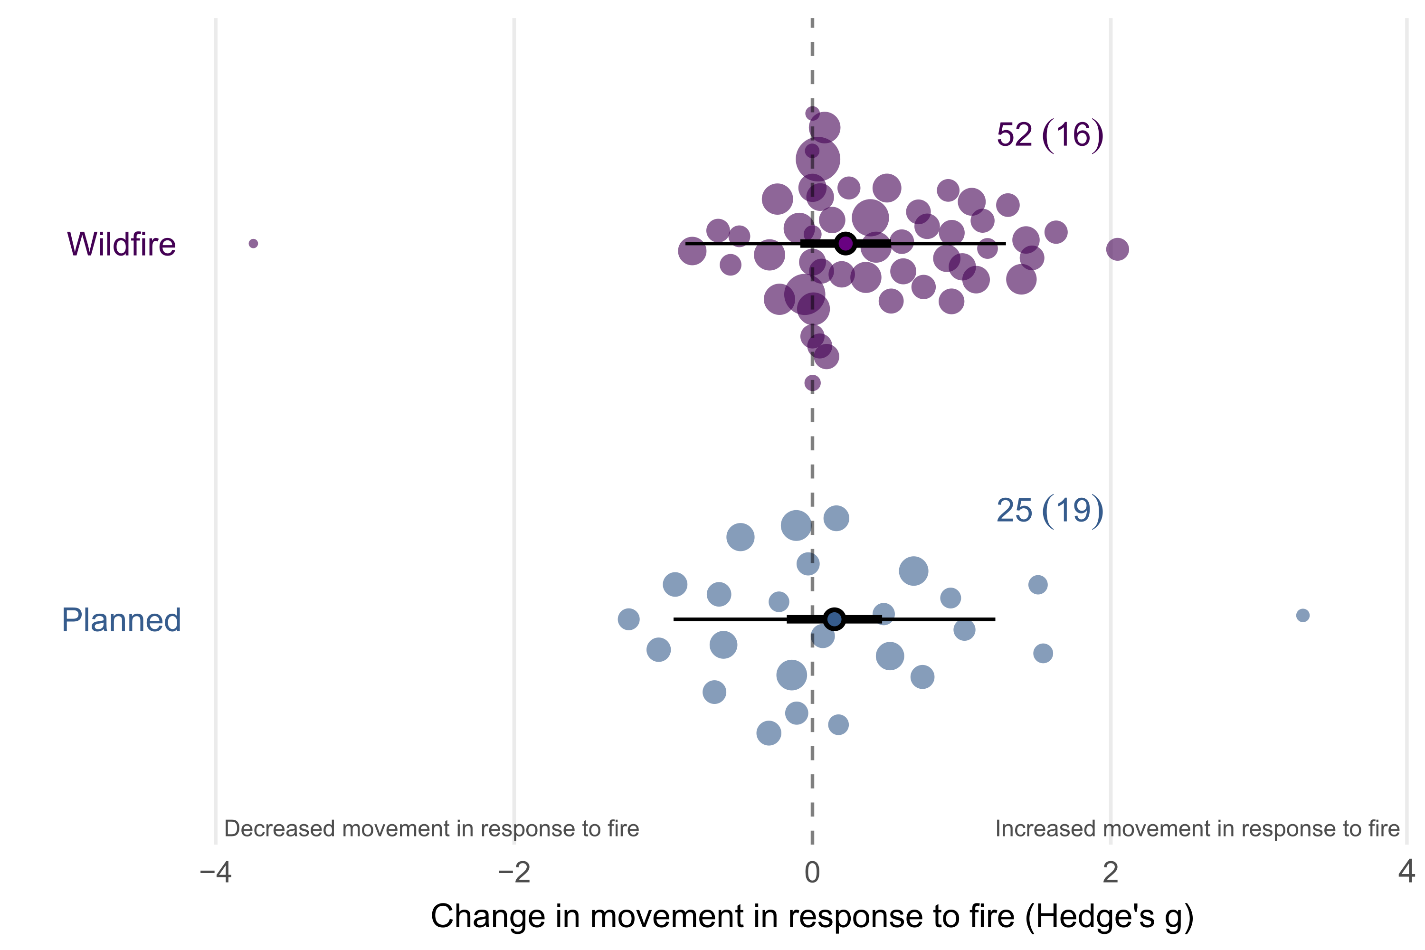 52 (16)
Wildfire
25 (19)
Planned
Decreased movement in response to fire
Increased movement in response to fire
−4
−2
0
2
4
Change in movement in response to fire (Hedge's g)